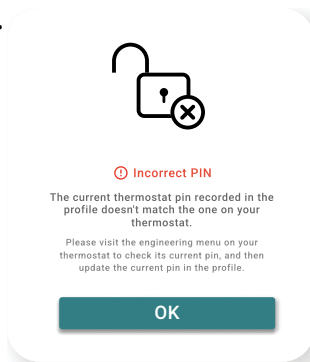 Incorrect PIN
The current thermostat pin recorded in the
profile doesn't match the one on your
thermostat.
Please visit the engineering menu on your
thermostat to check its current pin, and then
update the current pin in the profile.
OK